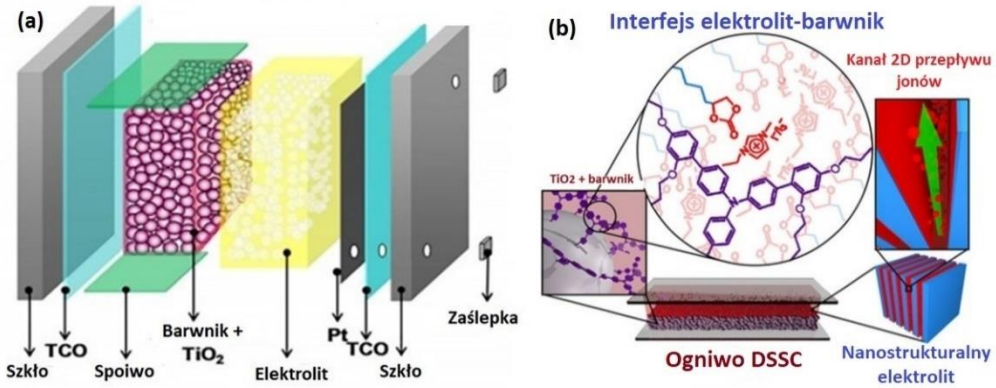 (a)
Szkło
TCO
Spoiwo
Barwnik +
TiO₂
Elektrolit
Pt
TCO
Szkło
Zaślepka
(b)
Interfejs elektrolit-barwnik
Kanał 2D przepływu
jonów
TiO2 + barwnik
Ogniwo DSSC
Nanostrukturalny
elektrolit